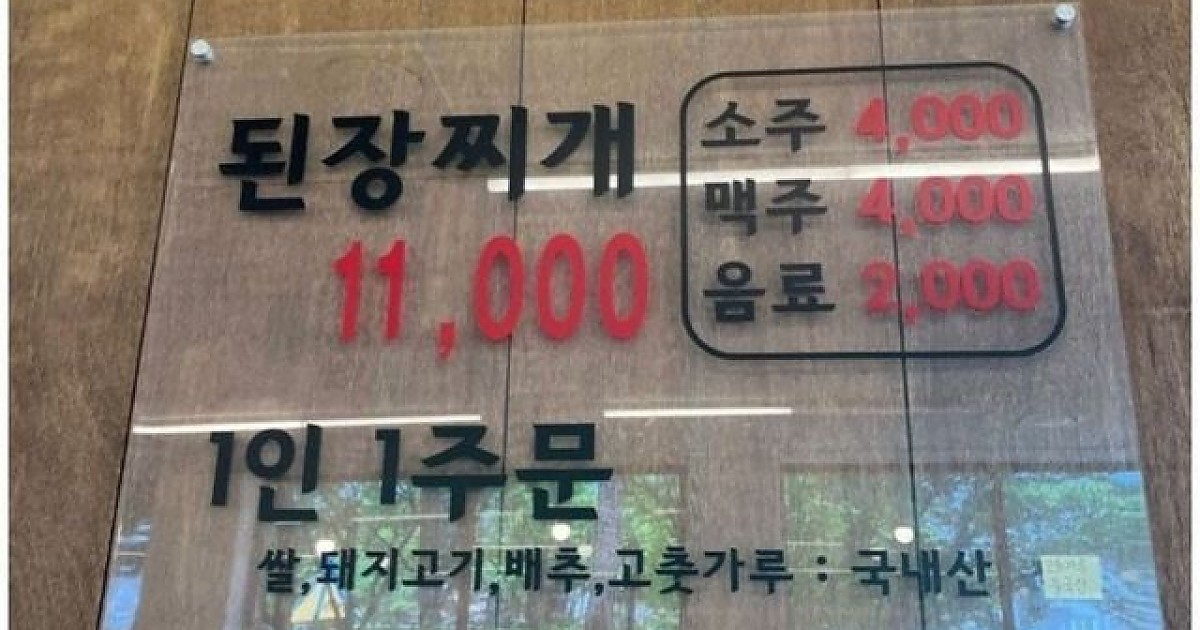 된장찌개
11,000
소주 4,000
맥주 4,000
음료 2,000
1인 1주문
쌀,돼지고기,배추,고춧가루 : 국내산